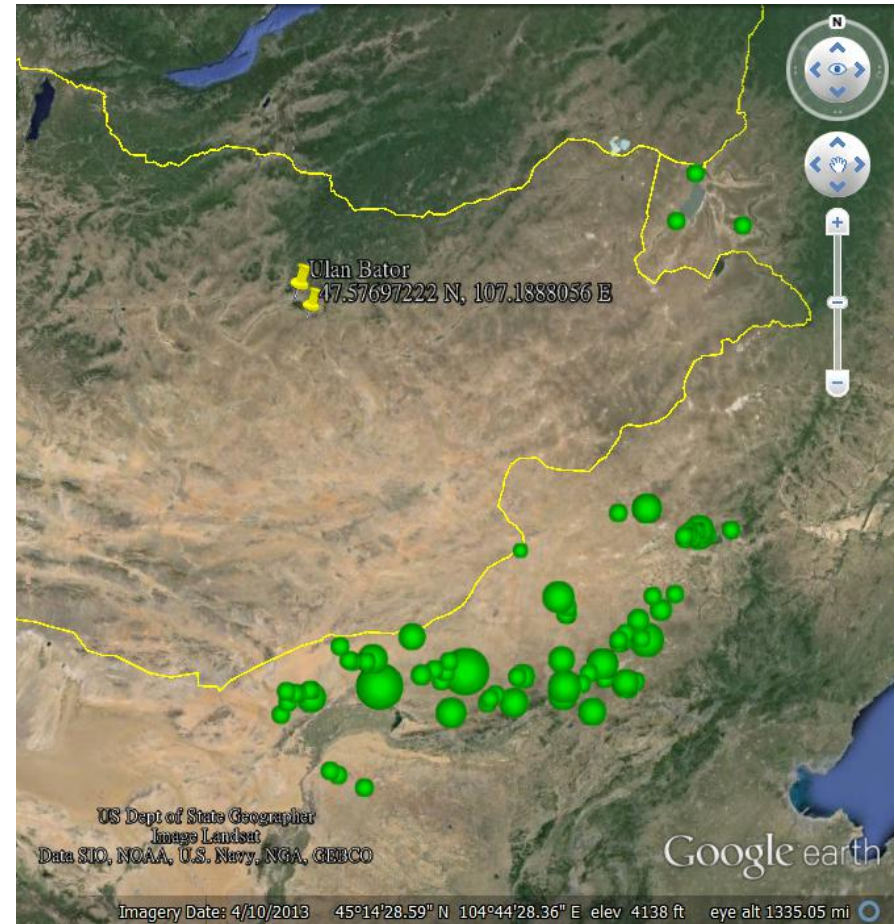 N
Ulan Bator
47.57697222 N, 107.1888056 E
US Dept of State Geographer
Image Landsat
Data SIO, NOAA, U.S. Navy, NGA, GEBCO
Google earth
Imagery Date: 4/10/2013 45°14'28.59" N 104°44'28.36" E elev 4138 ft eye alt 1335.05 mi